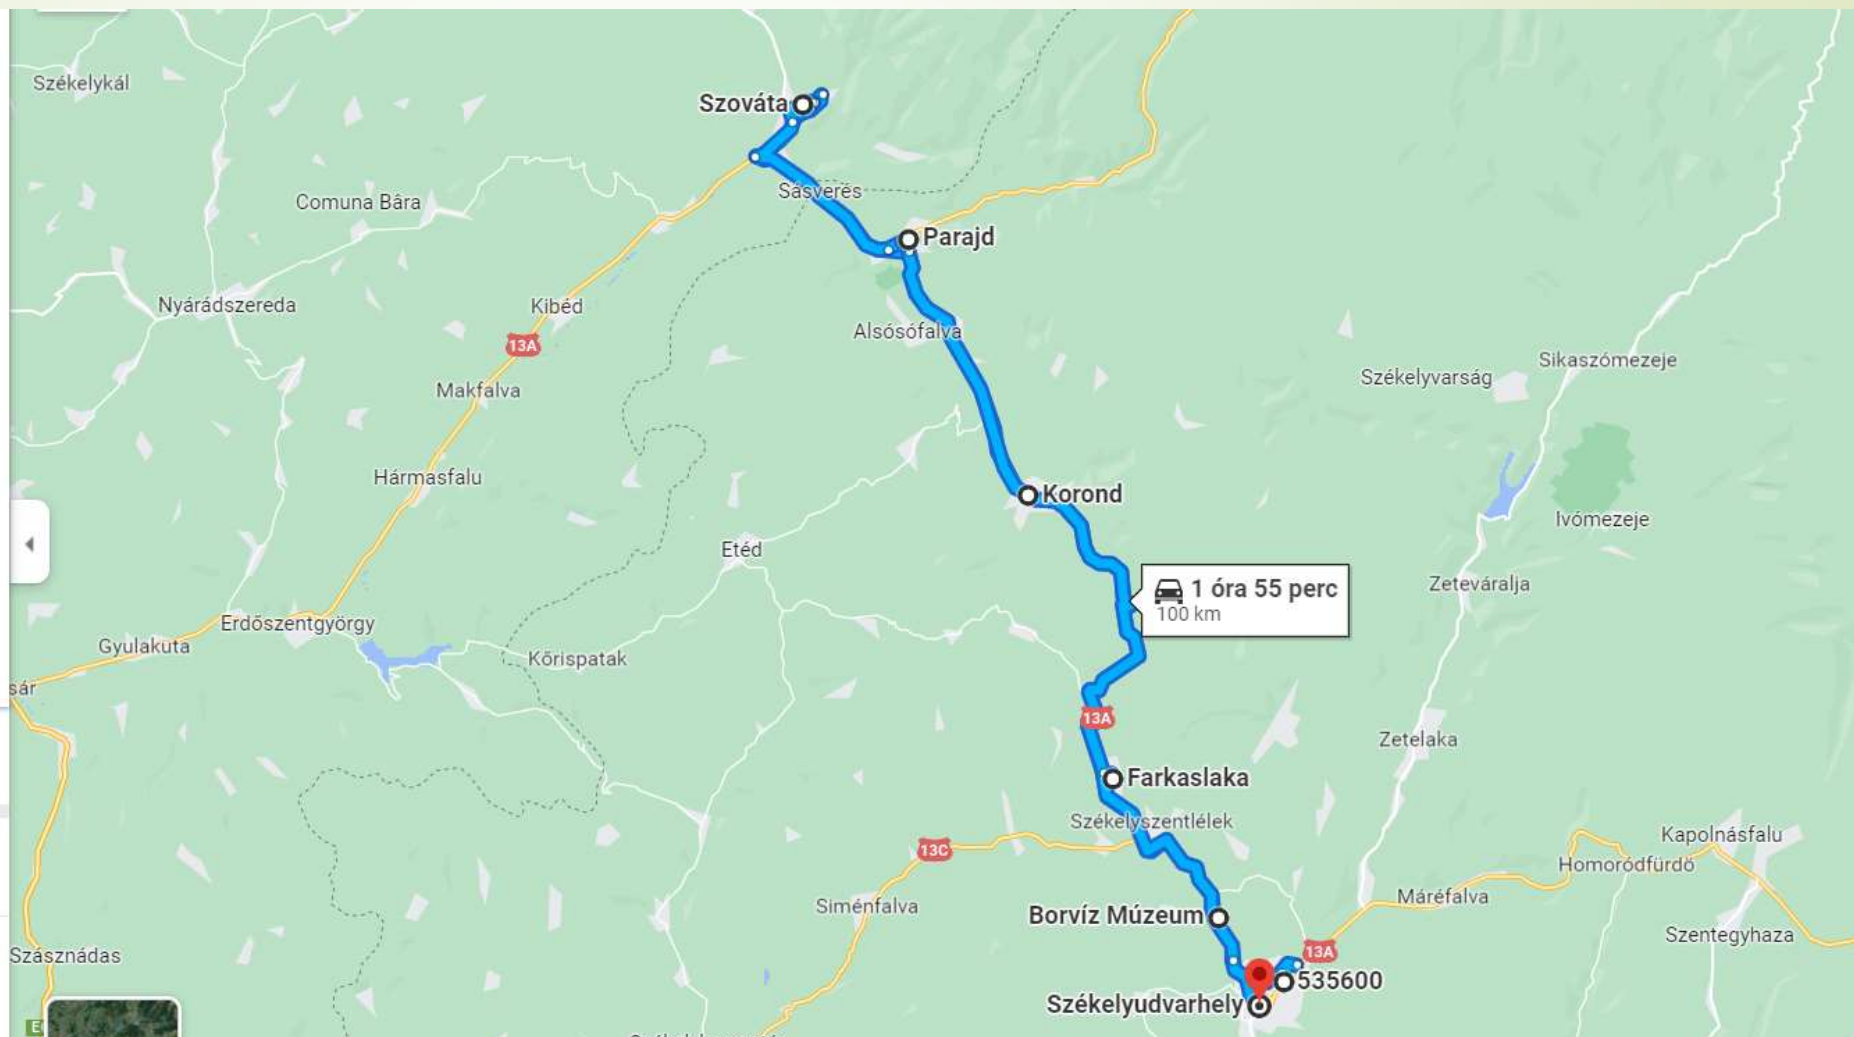 Székelykál
Szováta
Sásverés
Comuna Bâra
Parajd
Nyárádszereda
Kibéd
Alsósófalva
13A
Sikaszómezeje
Székelyvarság
Makfalva
Hármasfalu
Korond
Ivómezeje
Etéd
Zeteváralja
1 óra 55 perc
100 km
Erdőszentgyörgy
Gyulakuta
Kőrispatak
sár
13A
Zetelaka
Farkaslaka
Székelyszentlélek
Kapolnásfalu
13C
Homoródfürdő
Máréfalva
Siménfalva
Borvíz Múzeum
Szentegyhaza
Szásznádas
13A
535600
Székelyudvarhely